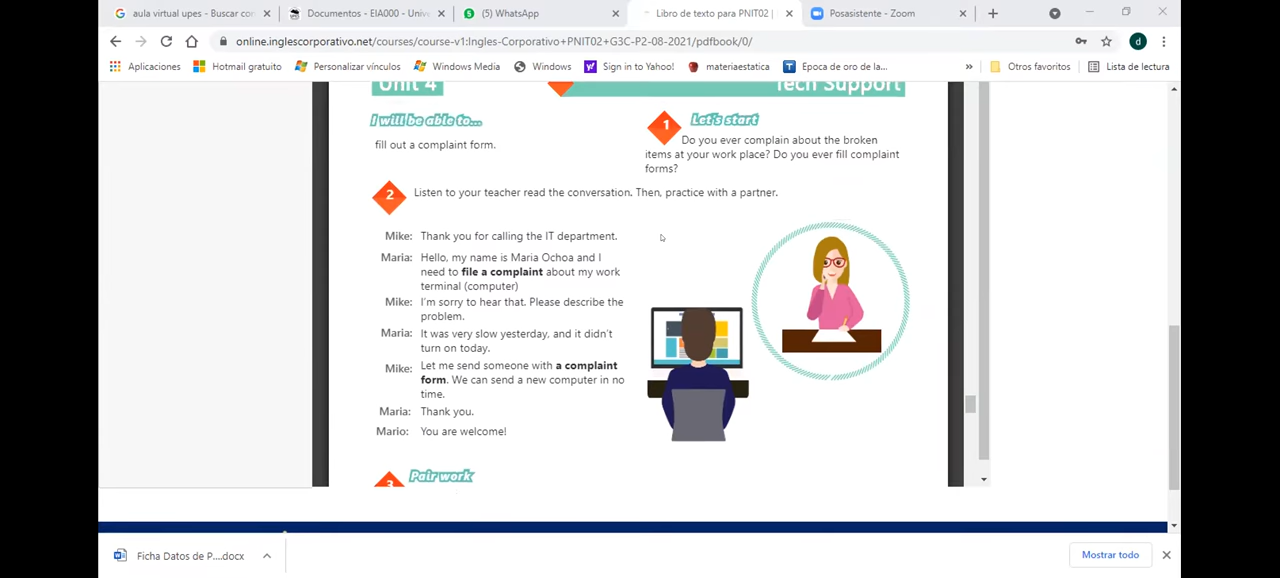 aula virtual upes - Buscar con
Documentos - EIA000 - Unive
(5) WhatsApp
Libro de texto para PNIT02 |
Posasistente - Zoom
online.inglescorporativo.net/courses/course-v1:Ingles-Corporativo+PNIT02+G3C-P2-08-2021/pdfbook/0/
d
Aplicaciones
Hotmail gratuito
Personalizar vínculos
Windows Media
Windows
Sign in to Yahoo!
materiaestatica
Epoca de oro de la...
»
Otros favoritos
Lista de lectura
Unit 4
Tech Support
I will be able to...
fill out a complaint form.
1
Let's start
Do you ever complain about the broken
items at your work place? Do you ever fill complaint
forms?
2
Listen to your teacher read the conversation. Then, practice with a partner.
Mike: Thank you for calling the IT department.
Maria: Hello, my name is Maria Ochoa and I
need to file a complaint about my work
terminal (computer)
Mike: I'm sorry to hear that. Please describe the
problem.
Maria: It was very slow yesterday, and it didn't
turn on today.
Mike: Let me send someone with a complaint
form. We can send a new computer in no
time.
Maria: Thank you.
Mario: You are welcome!
3
Pair work
Ficha Datos de P....docx
Mostrar todo